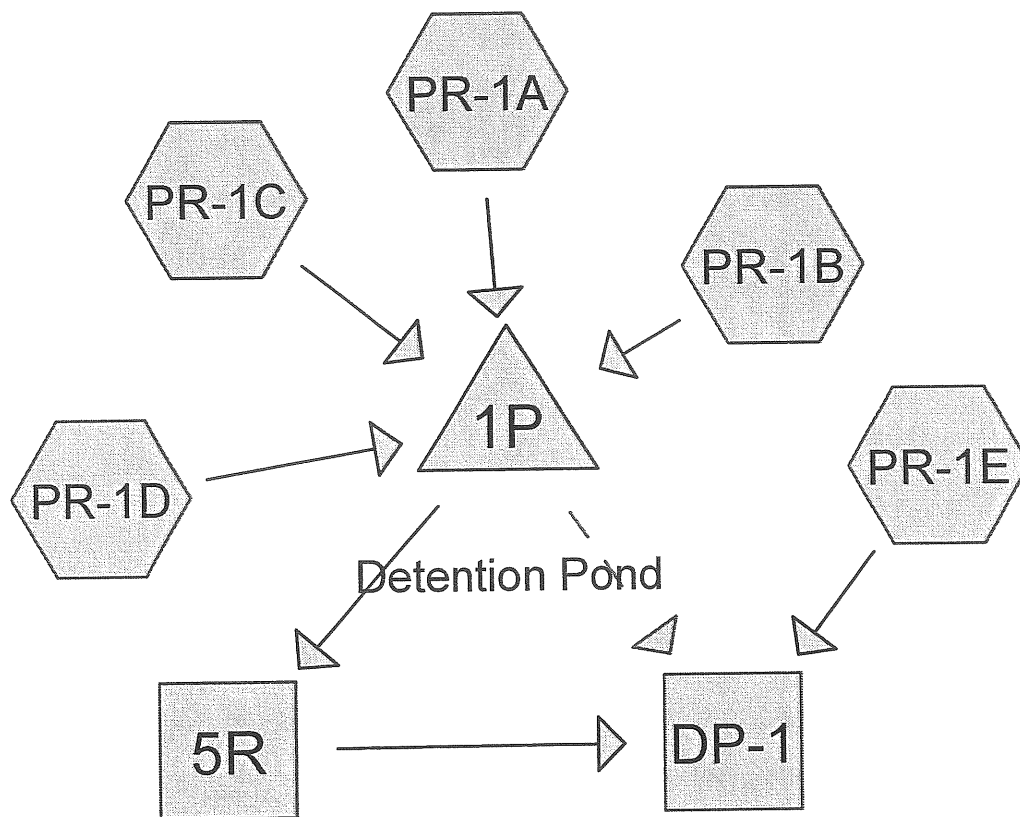 PR-1A
PR-1C
PR-1B
1P
PR-1E
PR-1D
Detention Pond
5R
DP-1